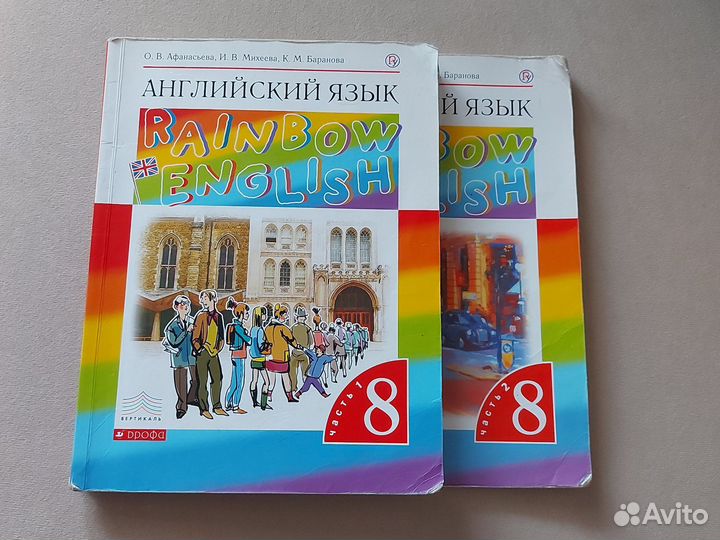 О. В. Афанасьева, И. В. Михеева, К. М. Баранова
АНГЛИЙСКИЙ ЯЗЫК
RAINBOW
ENGLISH
ВЕРТИКАЛЬ
ДРОФА
часть 1
8
Баранова
Й ЯЗЫК
BOW
ISH
часть 2
8
Avito